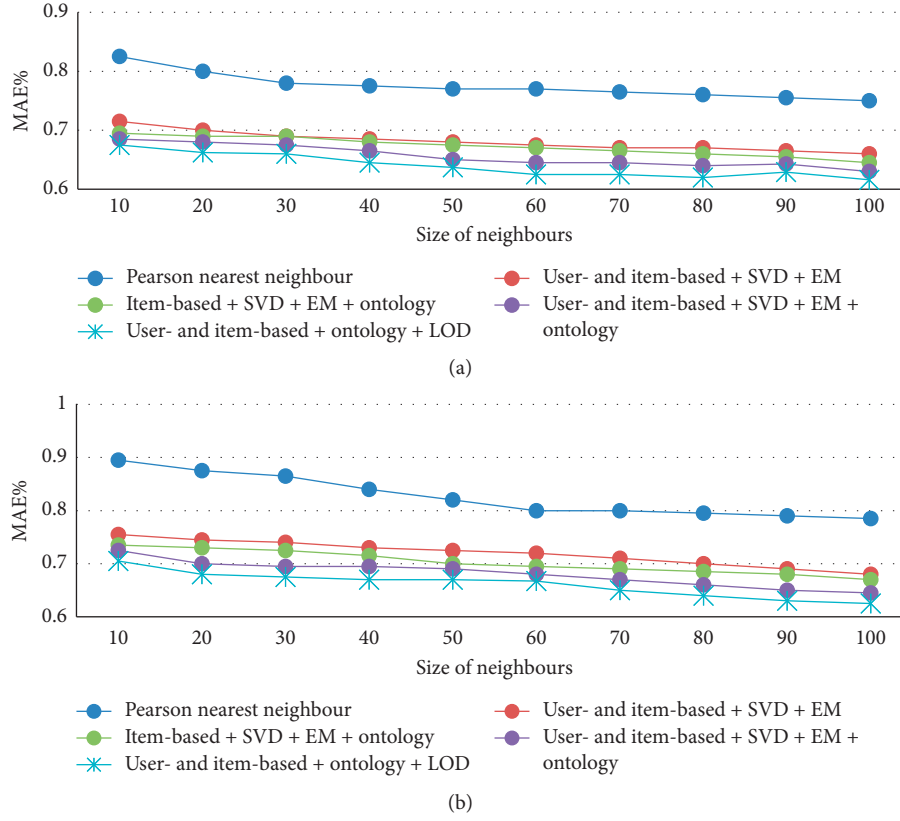 0.9
0.8
0.7
0.6
MAE%
10 20 30 40 50 60 70 80 90 100
Size of neighbours
Pearson nearest neighbour
Item-based + SVD + EM + ontology
User- and item-based + ontology + LOD
User- and item-based + SVD + EM
User- and item-based + SVD + EM +
ontology
(a)
1
0.9
0.8
0.7
0.6
MAE%
10 20 30 40 50 60 70 80 90 100
Size of neighbours
Pearson nearest neighbour
Item-based + SVD + EM + ontology
User- and item-based + ontology + LOD
User- and item-based + SVD + EM
User- and item-based + SVD + EM +
ontology
(b)